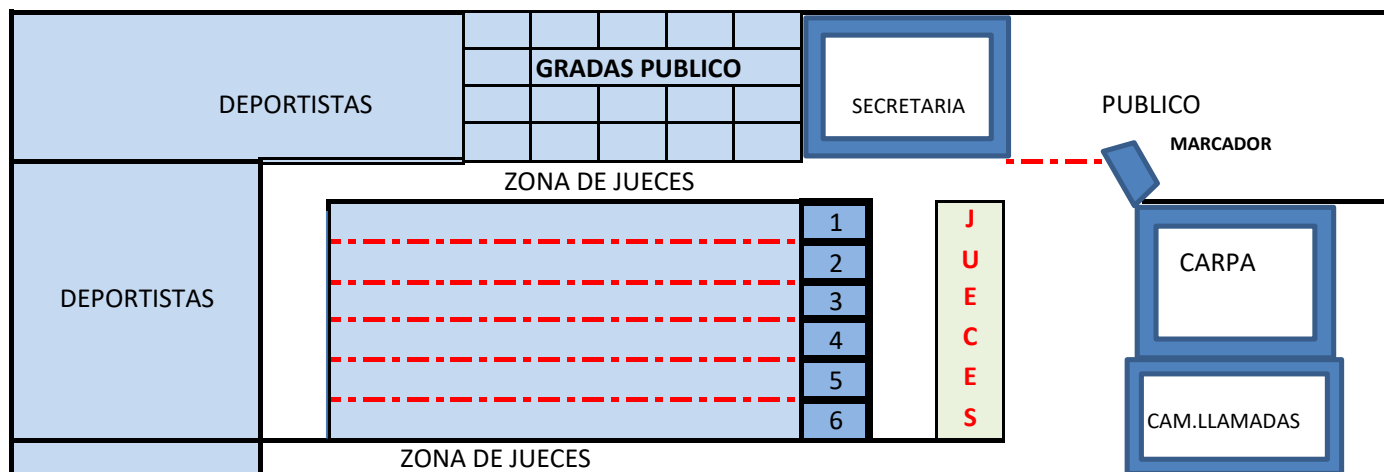 GRADAS PUBLICO
DEPORTISTAS
SECRETARIA
PUBLICO
MARCADOR
ZONA DE JUECES
1
2
3
4
5
6
JUECES
CARPA
DEPORTISTAS
CAM.LLAMADAS
ZONA DE JUECES